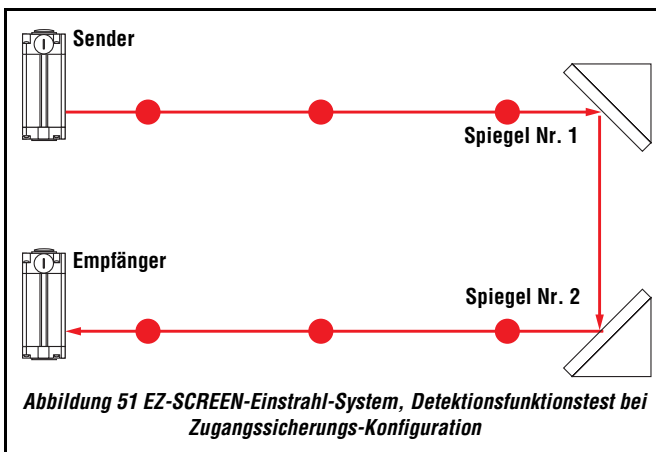 Sender
Spiegel Nr. 1
Empfänger
Spiegel Nr. 2
Abbildung 51 EZ-SCREEN-Einstrahl-System, Detektionsfunktionstest bei
Zugangssicherungs-Konfiguration